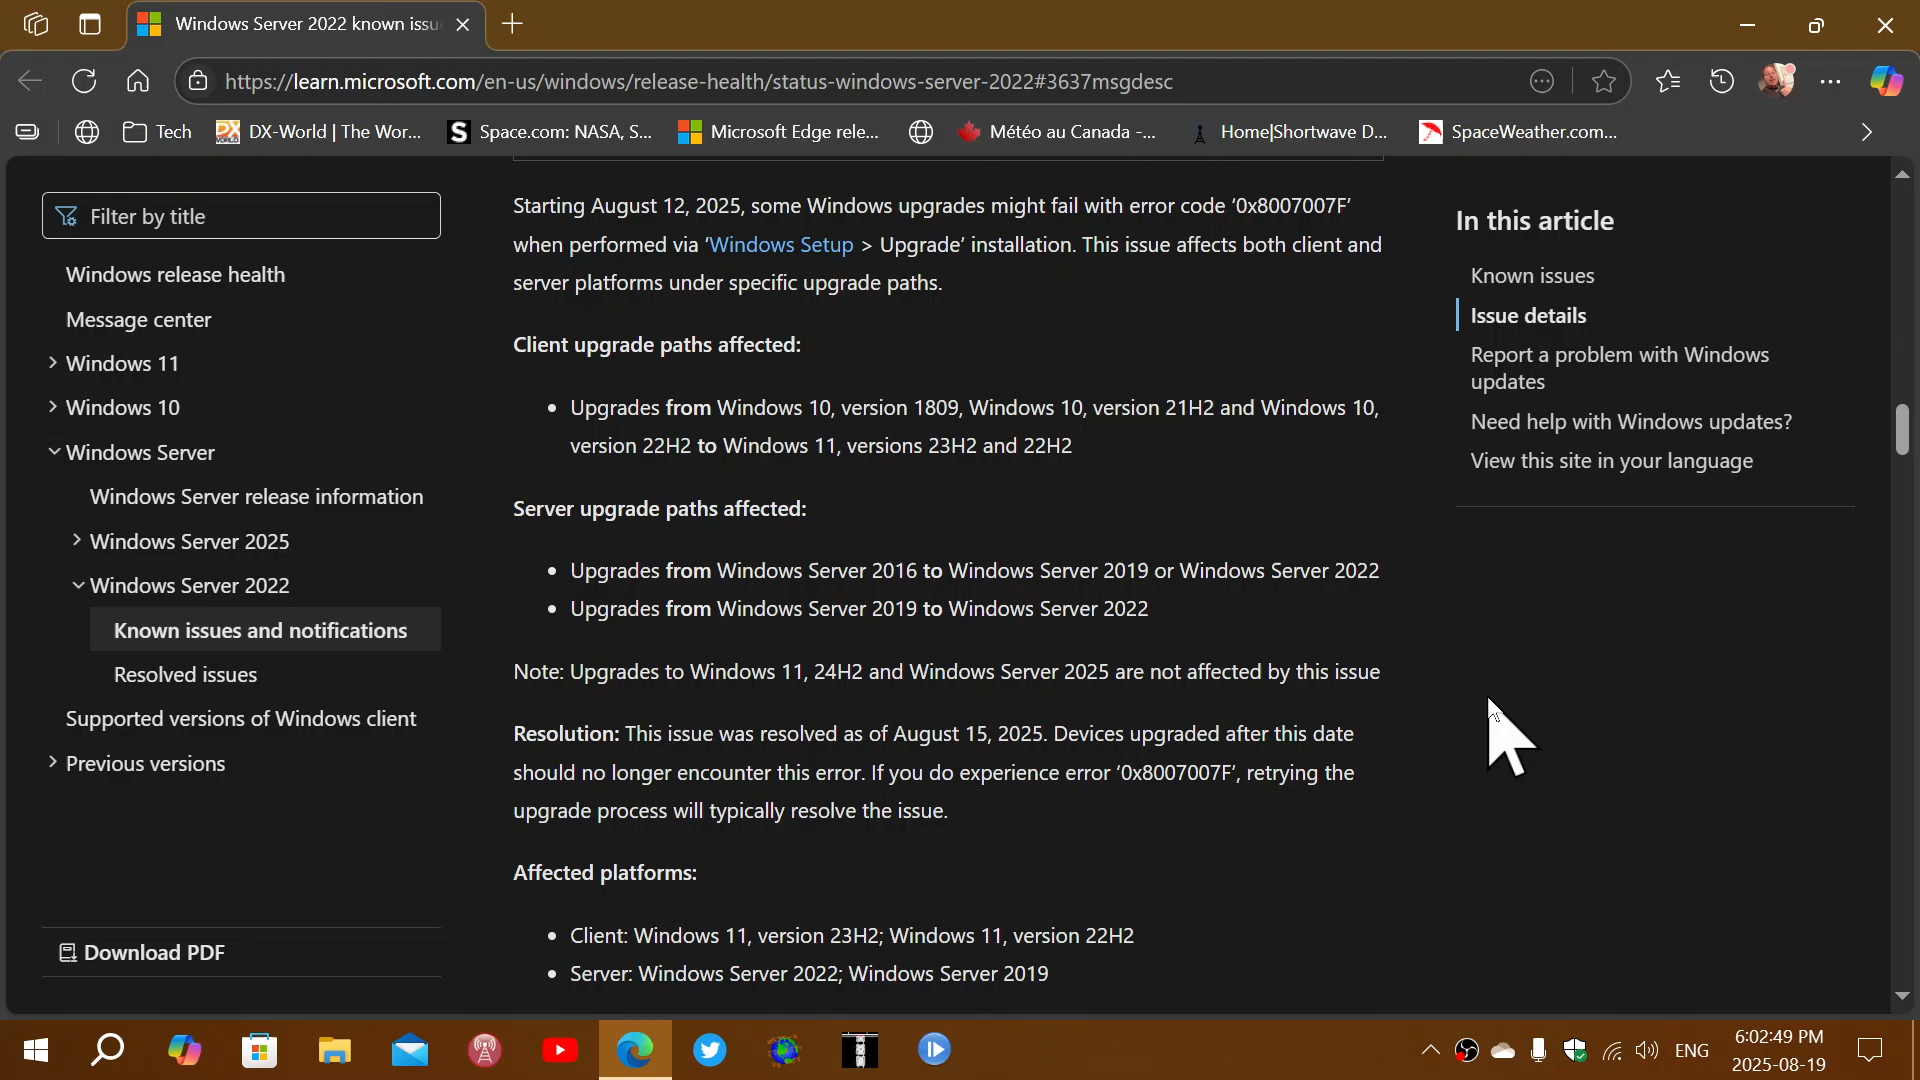 Windows Server 2022 known issu
https://learn.microsoft.com/en-us/windows/release-health/status-windows-server-2022#3637msgdesc
Tech
DX-World | The Wor...
Space.com: NASA, S...
Microsoft Edge rele...
Météo au Canada -...
Home|Shortwave D...
SpaceWeather.com...
Filter by title
Windows release health
Message center
Windows 11
Windows 10
Windows Server
Windows Server release information
Windows Server 2025
Windows Server 2022
Known issues and notifications
Resolved issues
Supported versions of Windows client
Previous versions
Download PDF
Starting August 12, 2025, some Windows upgrades might fail with error code ‘0x8007007F’
when performed via ‘Windows Setup > Upgrade’ installation. This issue affects both client and
server platforms under specific upgrade paths.
Client upgrade paths affected:
• Upgrades from Windows 10, version 1809, Windows 10, version 21H2 and Windows 10,
version 22H2 to Windows 11, versions 23H2 and 22H2
Server upgrade paths affected:
• Upgrades from Windows Server 2016 to Windows Server 2019 or Windows Server 2022
• Upgrades from Windows Server 2019 to Windows Server 2022
Note: Upgrades to Windows 11, 24H2 and Windows Server 2025 are not affected by this issue
Resolution: This issue was resolved as of August 15, 2025. Devices upgraded after this date
should no longer encounter this error. If you do experience error ‘0x8007007F’, retrying the
upgrade process will typically resolve the issue.
Affected platforms:
• Client: Windows 11, version 23H2; Windows 11, version 22H2
• Server: Windows Server 2022; Windows Server 2019
In this article
Known issues
Issue details
Report a problem with Windows
updates
Need help with Windows updates?
View this site in your language
ENG
6:02:49 PM
2025-08-19